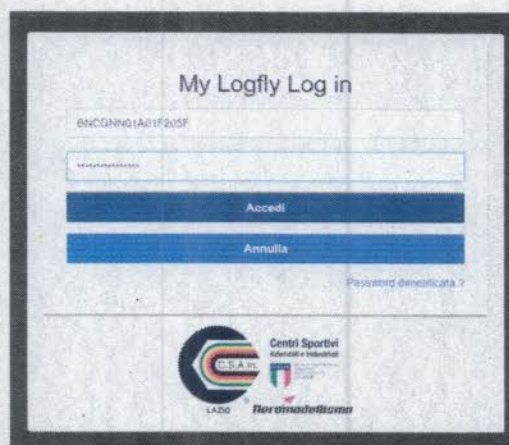 My Logfly Log in
BNCGNN01A01F205F
Accedi
Annulla
Password dimenticata ?
Centri Sportivi
Aziendali e Industriali
C.S.A.In.
LAZIO
Aeromodellismo